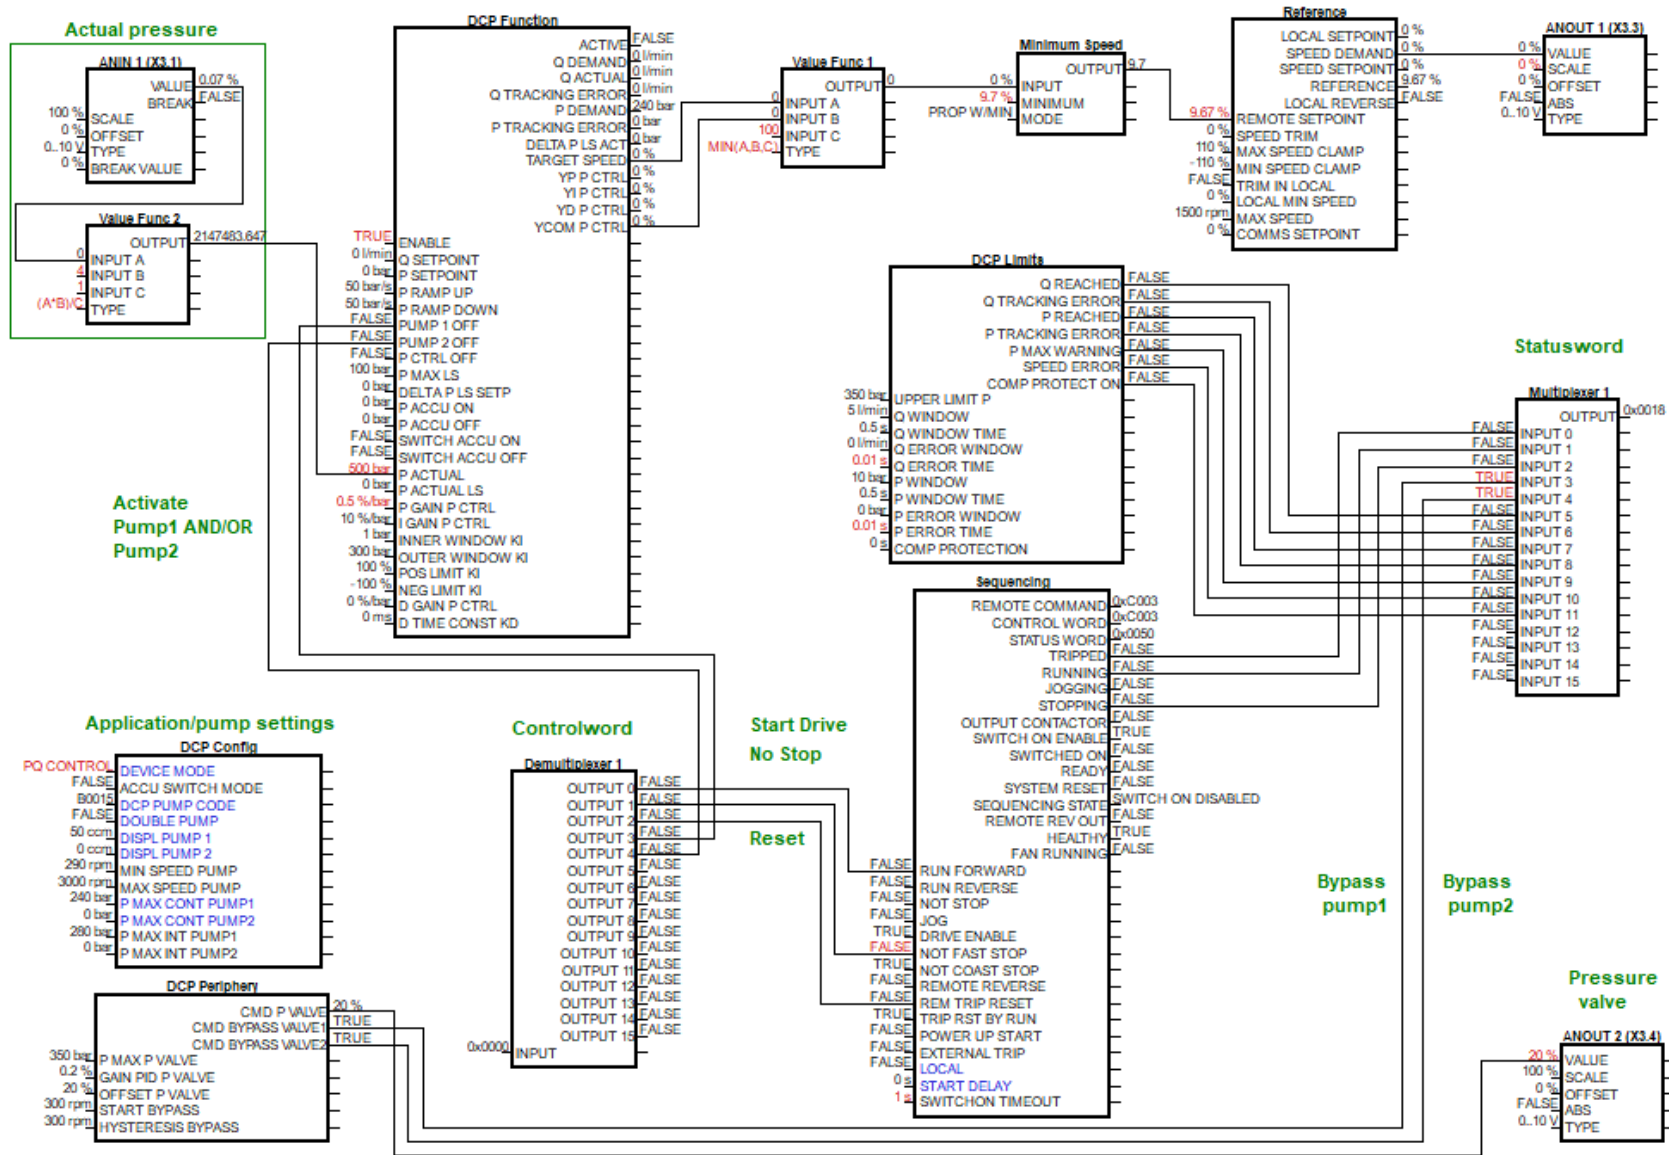 Actual pressure
ANIN 1 (X3.1)
VALUE 0.07 %
BREAK FALSE
100 % SCALE
0 % OFFSET
0..10 V TYPE
0 % BREAK VALUE
Value Func 2
OUTPUT 2147483.647
0 INPUT A
4 INPUT B
1 INPUT C
(A*B)/C TYPE
DCP Function
ACTIVE FALSE
Q DEMAND 0 l/min
Q ACTUAL 0 l/min
Q TRACKING ERROR 0 l/min
P DEMAND 240 bar
P TRACKING ERROR 0 bar
DELTA P LS ACT 0 bar
TARGET SPEED 0 %
YP P CTRL 0 %
YI P CTRL 0 %
YD P CTRL 0 %
YCOM P CTRL 0 %
TRUE ENABLE
0 l/min Q SETPOINT
0 bar P SETPOINT
50 bar/s P RAMP UP
50 bar/s P RAMP DOWN
FALSE PUMP 1 OFF
FALSE PUMP 2 OFF
FALSE P CTRL OFF
100 bar P MAX LS
0 bar DELTA P LS SETP
0 bar P ACCU ON
0 bar P ACCU OFF
FALSE SWITCH ACCU ON
FALSE SWITCH ACCU OFF
500 bar P ACTUAL
0 bar P ACTUAL LS
0.5 %/bar P GAIN P CTRL
10 %/bar I GAIN P CTRL
1 bar INNER WINDOW KI
300 bar OUTER WINDOW KI
100 % POS LIMIT KI
-100 % NEG LIMIT KI
0 %/bar D GAIN P CTRL
0 ms D TIME CONST KD
Value Func 1
OUTPUT 0
0 INPUT A
0 INPUT B
100 INPUT C
MIN(A,B,C) TYPE
Minimum Speed
OUTPUT 9.7
0 % INPUT
9.7 % MINIMUM
PROP W/MIN MODE
Reference
LOCAL SETPOINT 0 %
SPEED DEMAND 0 %
SPEED SETPOINT 0 %
REFERENCE 9.67 %
LOCAL REVERSE FALSE
9.67 % REMOTE SETPOINT
0 % SPEED TRIM
110 % MAX SPEED CLAMP
-110 % MIN SPEED CLAMP
FALSE TRIM IN LOCAL
0 % LOCAL MIN SPEED
1500 rpm MAX SPEED
0 % COMMS SETPOINT
ANOUT 1 (X3.3)
0 % VALUE
0 % SCALE
0 % OFFSET
FALSE ABS
0..10 V TYPE
DCP Limits
Q REACHED FALSE
Q TRACKING ERROR FALSE
P REACHED FALSE
P TRACKING ERROR FALSE
P MAX WARNING FALSE
SPEED ERROR FALSE
COMP PROTECT ON FALSE
350 bar UPPER LIMIT P
5 l/min Q WINDOW
0.5 s Q WINDOW TIME
0 l/min Q ERROR WINDOW
0.01 s Q ERROR TIME
10 bar P WINDOW
0.5 s P WINDOW TIME
0 bar P ERROR WINDOW
0.01 s P ERROR TIME
0 s COMP PROTECTION
Statusword
Multiplexer 1
OUTPUT 0x0018
FALSE INPUT 0
FALSE INPUT 1
FALSE INPUT 2
TRUE INPUT 3
TRUE INPUT 4
FALSE INPUT 5
FALSE INPUT 6
FALSE INPUT 7
FALSE INPUT 8
FALSE INPUT 9
FALSE INPUT 10
FALSE INPUT 11
FALSE INPUT 12
FALSE INPUT 13
FALSE INPUT 14
FALSE INPUT 15
Activate
Pump1 AND/OR
Pump2
Application/pump settings
DCP Config
PQ CONTROL DEVICE MODE
FALSE ACCU SWITCH MODE
B0015 DCP PUMP CODE
FALSE DOUBLE PUMP
50 ccm DISPL PUMP 1
0 ccm DISPL PUMP 2
290 rpm MIN SPEED PUMP
3000 rpm MAX SPEED PUMP
240 bar P MAX CONT PUMP1
0 bar P MAX CONT PUMP2
280 bar P MAX INT PUMP1
0 bar P MAX INT PUMP2
DCP Periphery
CMD P VALVE 20 %
CMD BYPASS VALVE1 TRUE
CMD BYPASS VALVE2 TRUE
350 bar P MAX P VALVE
0.2 % GAIN PID P VALVE
20 % OFFSET P VALVE
300 rpm START BYPASS
300 rpm HYSTERESIS BYPASS
Controlword
Demultiplexer 1
OUTPUT 0 FALSE
OUTPUT 1 FALSE
OUTPUT 2 FALSE
OUTPUT 3 FALSE
OUTPUT 4 FALSE
OUTPUT 5 FALSE
OUTPUT 6 FALSE
OUTPUT 7 FALSE
OUTPUT 8 FALSE
OUTPUT 9 FALSE
OUTPUT 10 FALSE
OUTPUT 11 FALSE
OUTPUT 12 FALSE
OUTPUT 13 FALSE
OUTPUT 14 FALSE
OUTPUT 15 FALSE
0x0000 INPUT
Start Drive
No Stop
Reset
Sequencing
REMOTE COMMAND 0xC003
CONTROL WORD 0xC003
STATUS WORD 0x0050
TRIPPED FALSE
RUNNING FALSE
JOGGING FALSE
STOPPING FALSE
OUTPUT CONTACTOR FALSE
SWITCH ON ENABLE TRUE
SWITCHED ON FALSE
READY FALSE
SYSTEM RESET FALSE
SEQUENCING STATE SWITCH ON DISABLED
REMOTE REV OUT FALSE
HEALTHY TRUE
FAN RUNNING FALSE
FALSE RUN FORWARD
FALSE RUN REVERSE
FALSE NOT STOP
FALSE JOG
TRUE DRIVE ENABLE
FALSE NOT FAST STOP
TRUE NOT COAST STOP
FALSE REMOTE REVERSE
FALSE REM TRIP RESET
TRUE TRIP RST BY RUN
FALSE POWER UP START
FALSE EXTERNAL TRIP
FALSE LOCAL
0 s START DELAY
1 s SWITCHON TIMEOUT
Bypass
pump1
Bypass
pump2
Pressure
valve
ANOUT 2 (X3.4)
20 % VALUE
100 % SCALE
0 % OFFSET
FALSE ABS
0..10 V TYPE